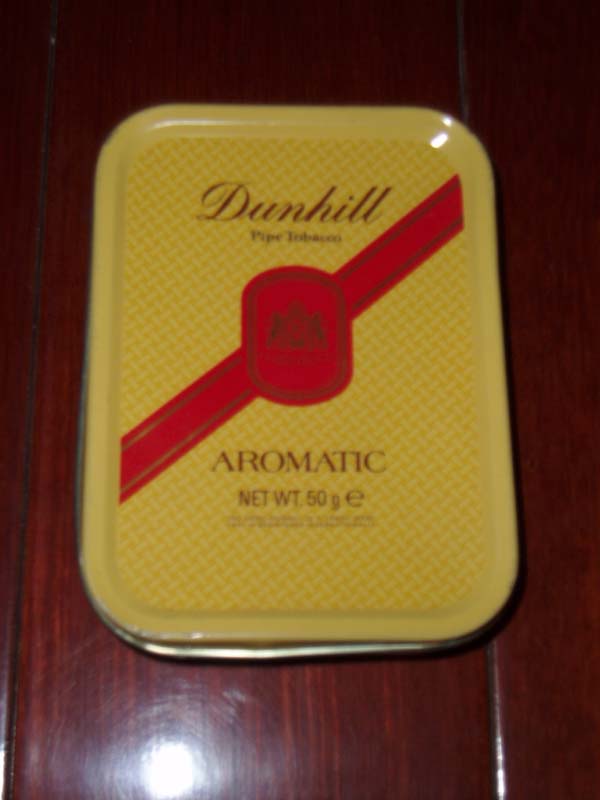 Dunhill
Pipe Tobacco
AROMATIC
NET WT. 50 g ℮